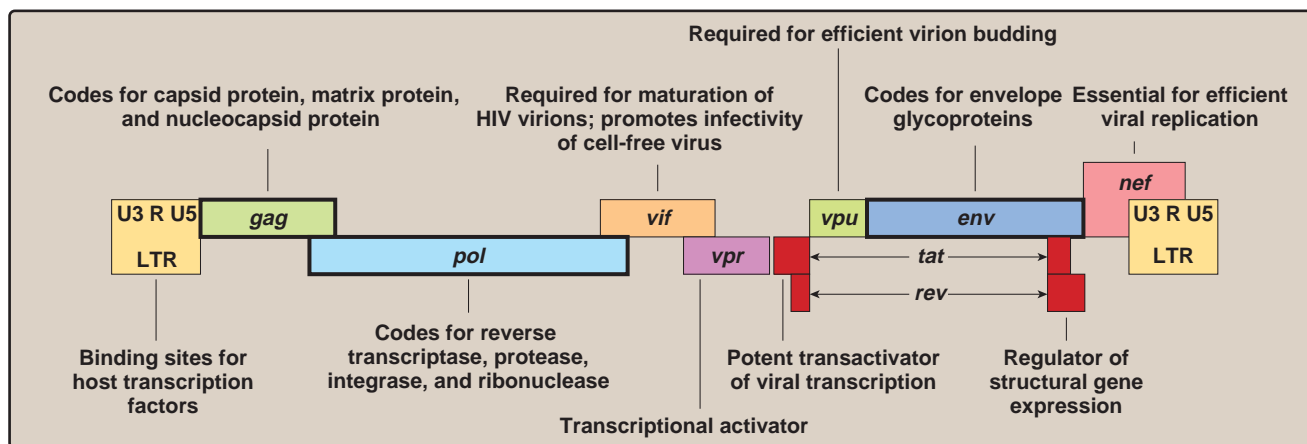 Required for efficient virion budding
Codes for capsid protein, matrix protein,
and nucleocapsid protein
Required for maturation of
HIV virions; promotes infectivity
of cell-free virus
Codes for envelope
glycoproteins
Essential for efficient
viral replication
U3 R U5
LTR
gag
pol
vif
vpr
vpu
env
nef
U3 R U5
LTR
tat
rev
Binding sites for
host transcription
factors
Codes for reverse
transcriptase, protease,
integrase, and ribonuclease
Transcriptional activator
Potent transactivator
of viral transcription
Regulator of
structural gene
expression